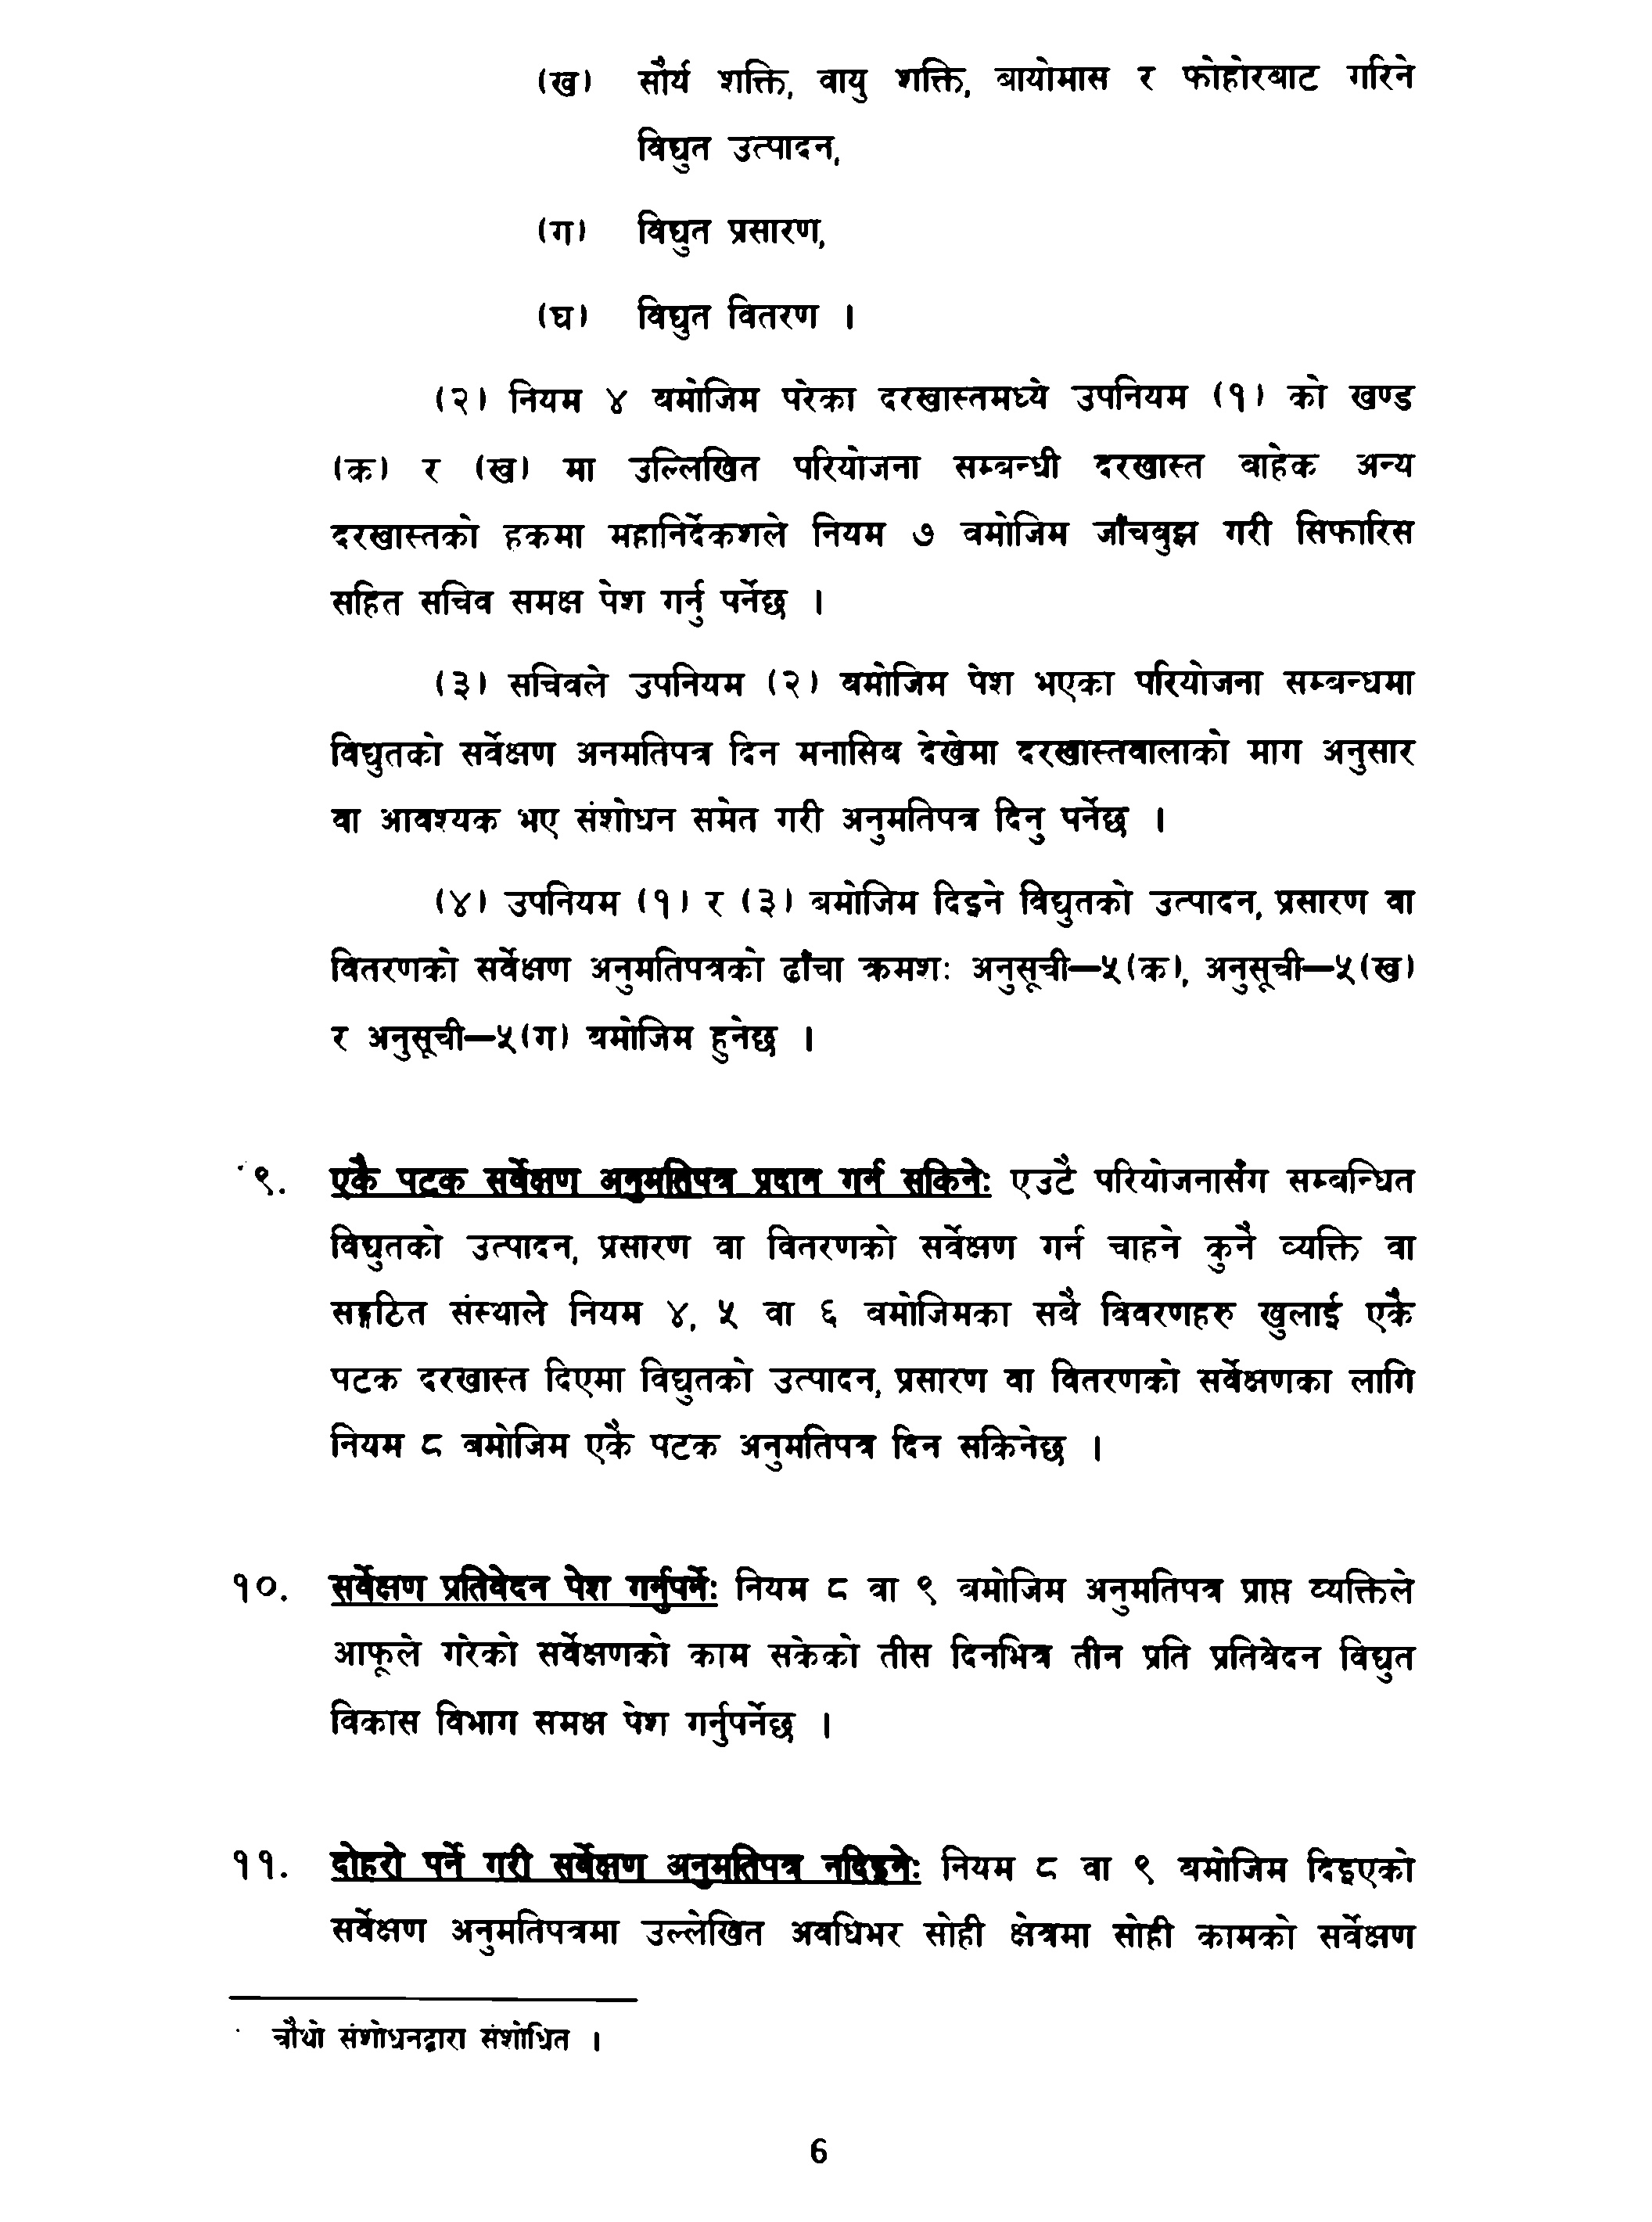 (ख) सौर्य शक्ति, वायु शक्ति, बायोमास र फोहोरबाट गरिने
विद्युत उत्पादन,
(ग) विद्युत प्रसारण,
(घ) विद्युत वितरण ।
(२) नियम ४ बमोजिम परेका दरखास्तमध्ये उपनियम (१) को खण्ड
(क) र (ख) मा उल्लिखित परियोजना सम्बन्धी दरखास्त बाहेक अन्य
दरखास्तको हकमा महानिर्देकशले नियम ७ बमोजिम जाँचबुझ गरी सिफारिस
सहित सचिव समक्ष पेश गर्नु पर्नेछ ।
(३) सचिवले उपनियम (२) बमोजिम पेश भएका परियोजना सम्बन्धमा
विद्युतको सर्वेक्षण अनमतिपत्र दिन मनासिब देखेमा दरखास्तवालाको माग अनुसार
वा आवश्यक भए संशोधन समेत गरी अनुमतिपत्र दिनु पर्नेछ ।
(४) उपनियम (१) र (३) बमोजिम दिइने विद्युतको उत्पादन, प्रसारण वा
वितरणको सर्वेक्षण अनुमतिपत्रको ढाँचा क्रमशः अनुसूची–५(क), अनुसूची–५(ख)
र अनुसूची–५(ग) बमोजिम हुनेछ ।
९. एकै पटक सर्वेक्षण अनुमतिपत्र प्रदान गर्न सकिनेः एउटै परियोजनासँग सम्बन्धित
विद्युतको उत्पादन, प्रसारण वा वितरणको सर्वेक्षण गर्न चाहने कुनै व्यक्ति वा
सङ्गठित संस्थाले नियम ४, ५ वा ६ बमोजिमका सबै विवरणहरु खुलाई एकै
पटक दरखास्त दिएमा विद्युतको उत्पादन, प्रसारण वा वितरणको सर्वेक्षणका लागि
नियम ८ बमोजिम एकै पटक अनुमतिपत्र दिन सकिनेछ ।
१०. सर्वेक्षण प्रतिवेदन पेश गर्नुपर्नेः नियम ८ वा ९ बमोजिम अनुमतिपत्र प्राप्त व्यक्तिले
आफूले गरेको सर्वेक्षणको काम सकेको तीस दिनभित्र तीन प्रति प्रतिवेदन विद्युत
विकास विभाग समक्ष पेश गर्नुपर्नेछ ।
११. दोहरो पर्ने गरी सर्वेक्षण अनुमतिपत्र नदिइनेः नियम ८ वा ९ बमोजिम दिइएको
सर्वेक्षण अनुमतिपत्रमा उल्लेखित अवधिभर सोही क्षेत्रमा सोही कामको सर्वेक्षण
चौथो संशोधनद्वारा संशोधित ।
6